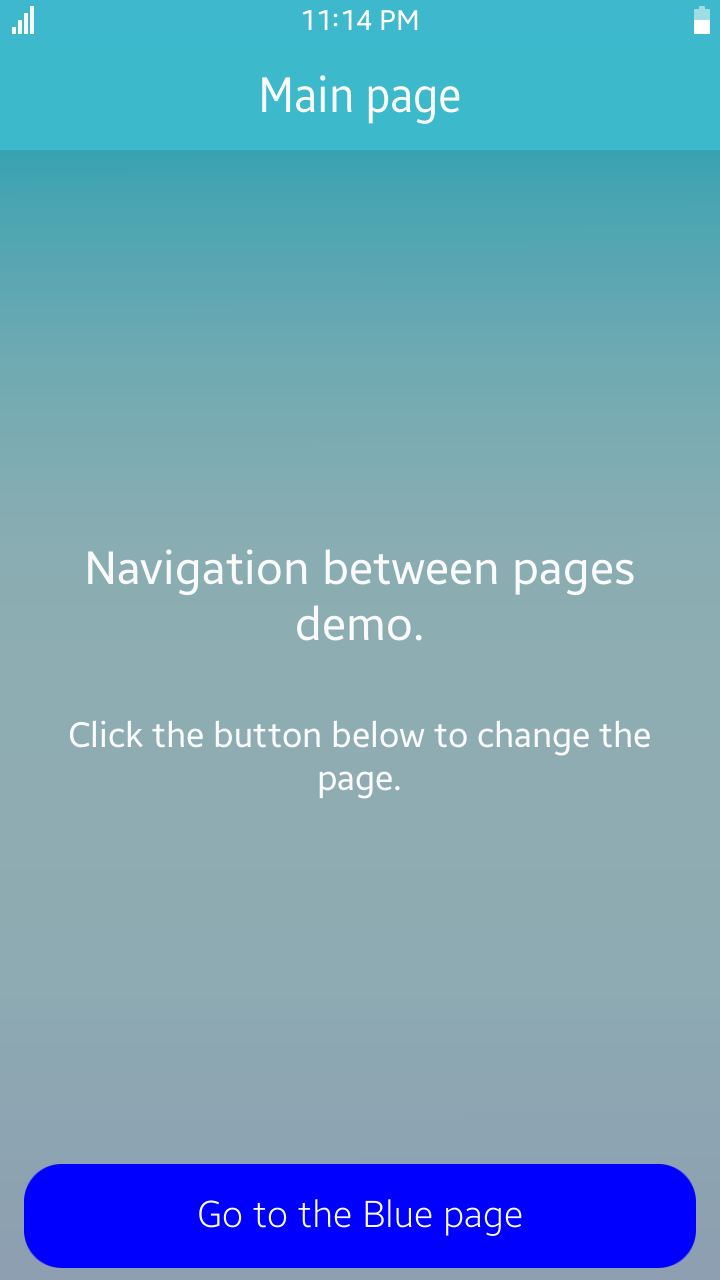 11:14 PM
Main page
Navigation between pages
demo.
Click the button below to change the
page.
Go to the Blue page